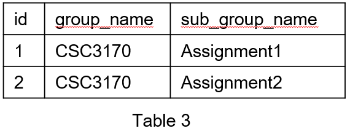 id group_name sub_group_name
1 CSC3170 Assignment1
2 CSC3170 Assignment2
Table 3